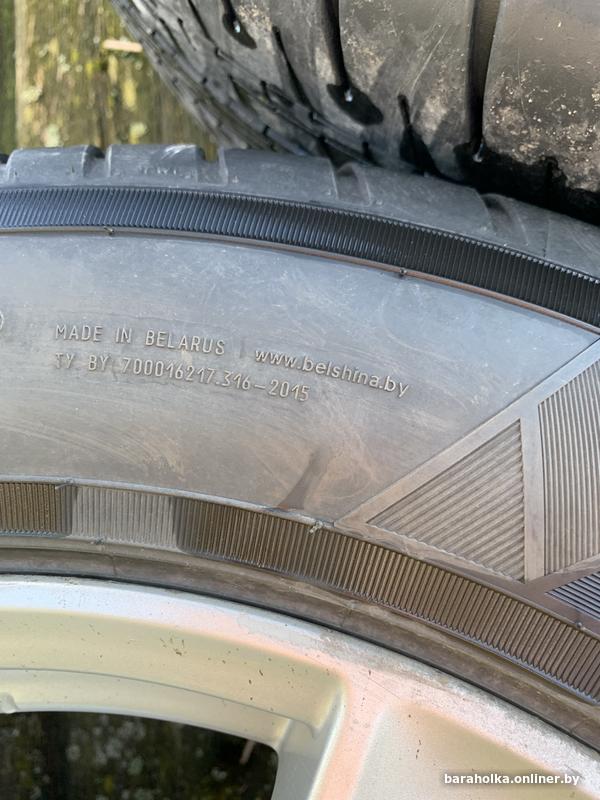 MADE IN BELARUS | www.belshina.by
ТУ BY 700016217.316-2015
baraholka.onliner.by